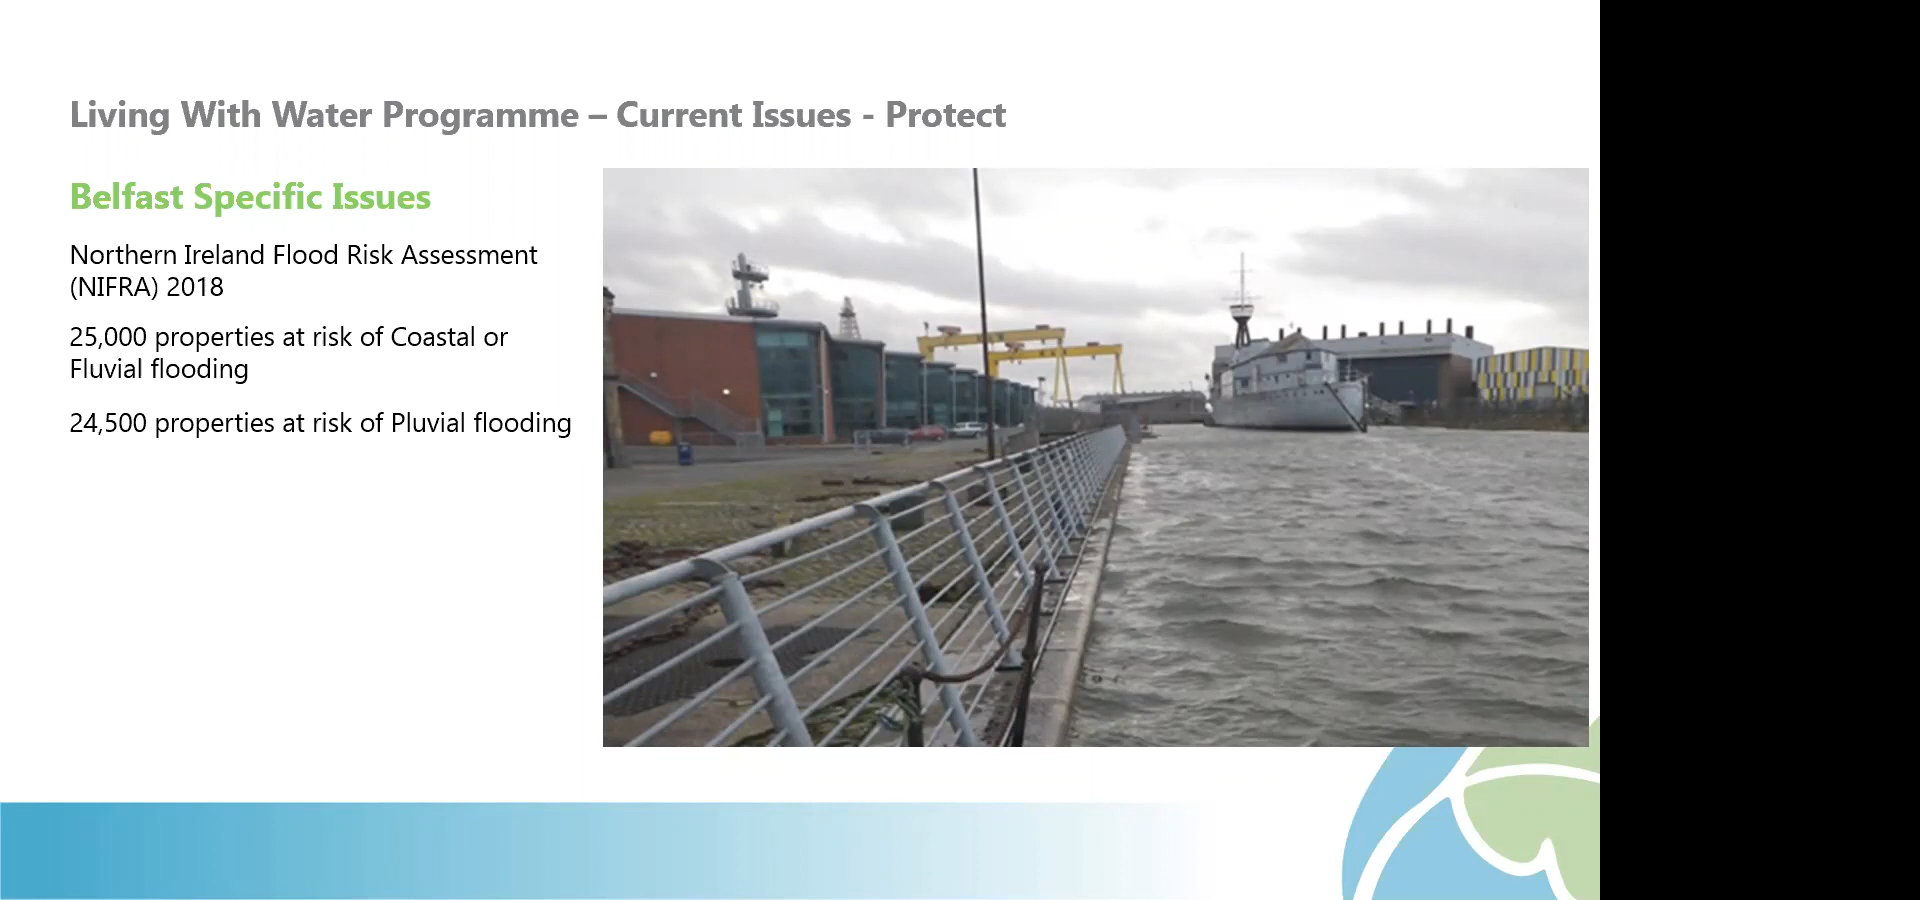 Living With Water Programme – Current Issues - Protect
Belfast Specific Issues
Northern Ireland Flood Risk Assessment
(NIFRA) 2018
25,000 properties at risk of Coastal or
Fluvial flooding
24,500 properties at risk of Pluvial flooding